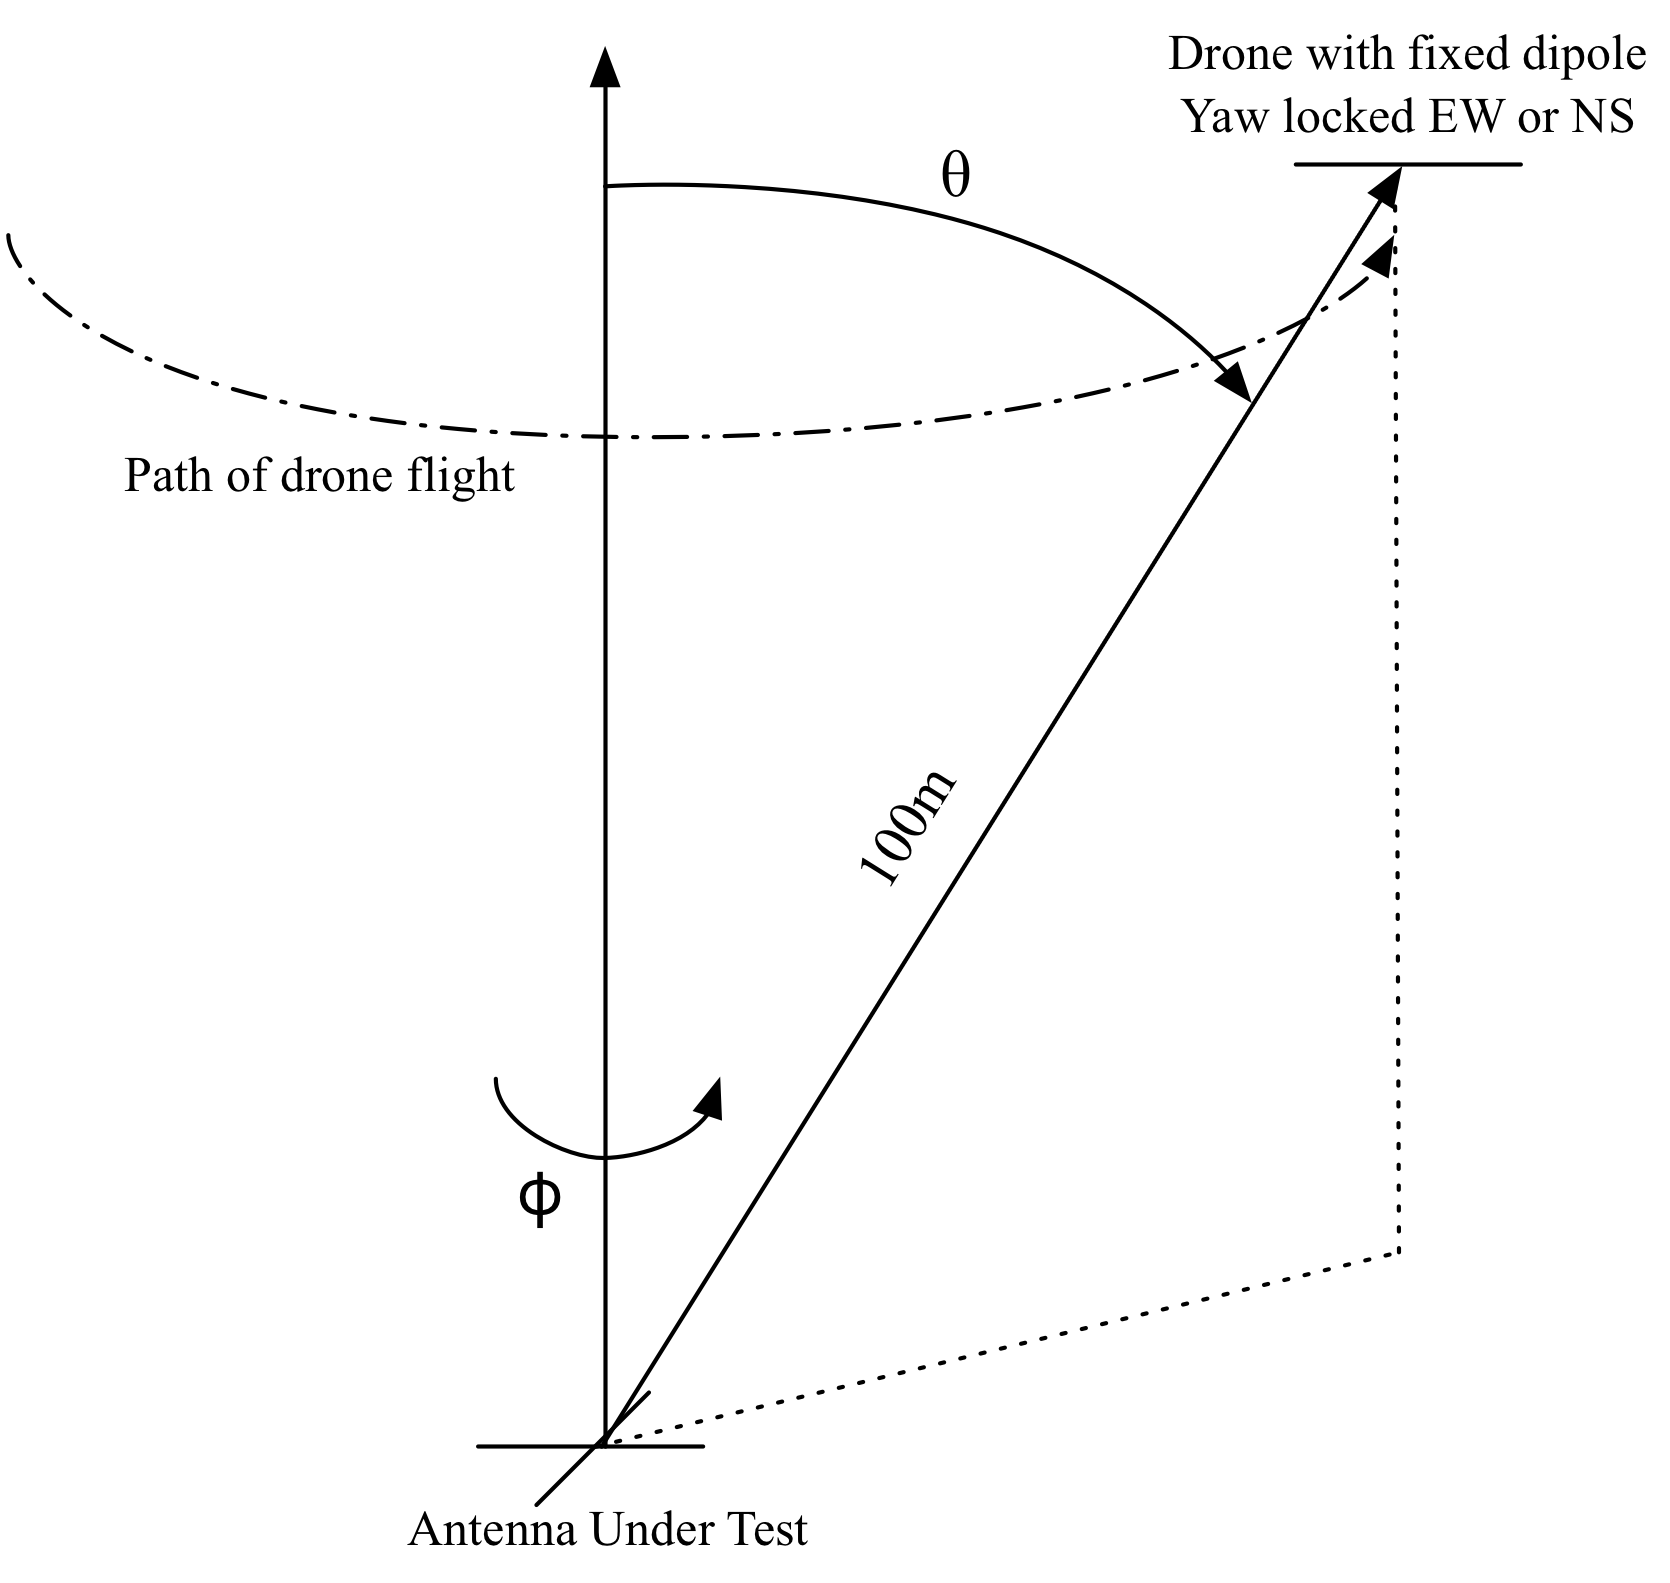 Drone with fixed dipole
Yaw locked EW or NS
θ
Path of drone flight
100m
ϕ
Antenna Under Test